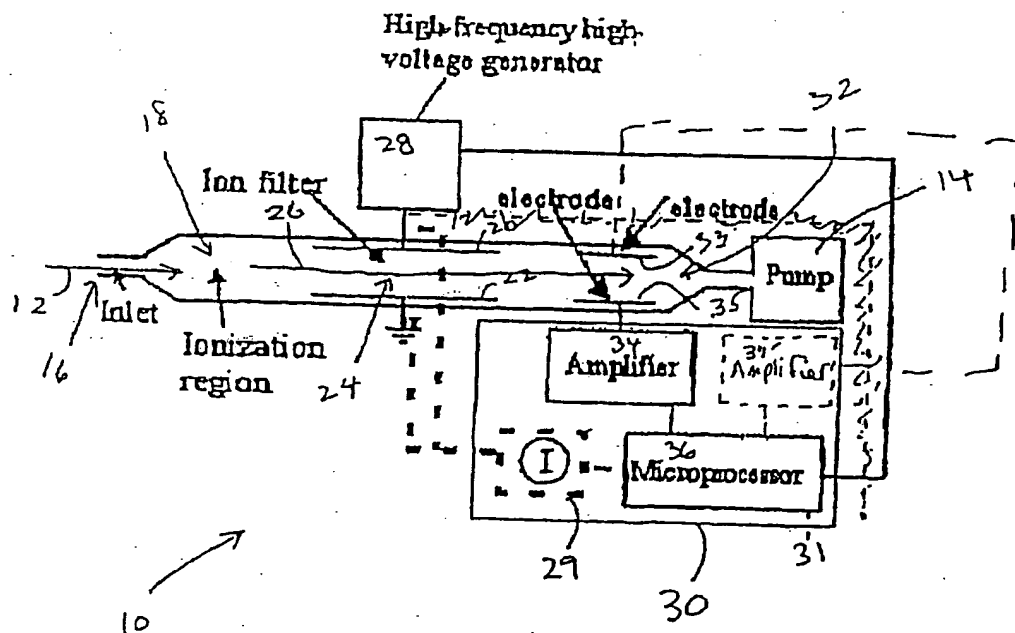 High-frequency high-
voltage generator
32
18
28
14
Ion filter
electrode
electrode
26
20
33
Pump
12
22
35
Inlet
16
Ionization
region
24
34
Amplifier
Amplifier
36
I
Microprocessor
29
30
31
10